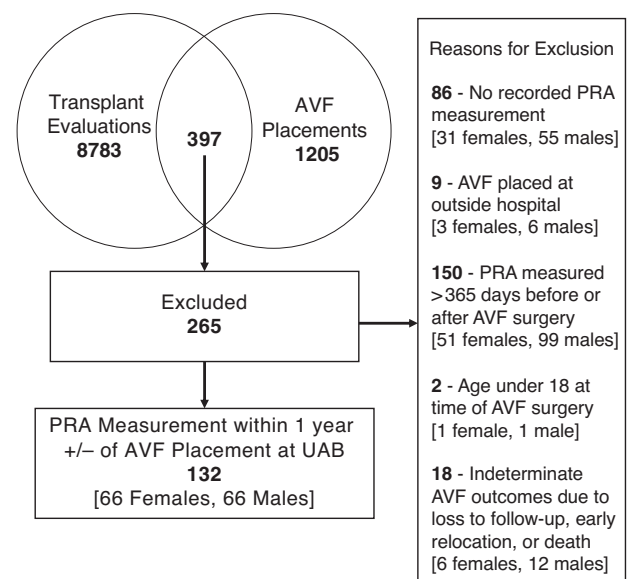 Transplant
Evaluations
8783
397
AVF
Placements
1205
Excluded
265
PRA Measurement within 1 year
+/– of AVF Placement at UAB
132
[66 Females, 66 Males]
Reasons for Exclusion
86 - No recorded PRA
measurement
[31 females, 55 males]
9 - AVF placed at
outside hospital
[3 females, 6 males]
150 - PRA measured
>365 days before or
after AVF surgery
[51 females, 99 males]
2 - Age under 18 at
time of AVF surgery
[1 female, 1 male]
18 - Indeterminate
AVF outcomes due to
loss to follow-up, early
relocation, or death
[6 females, 12 males]